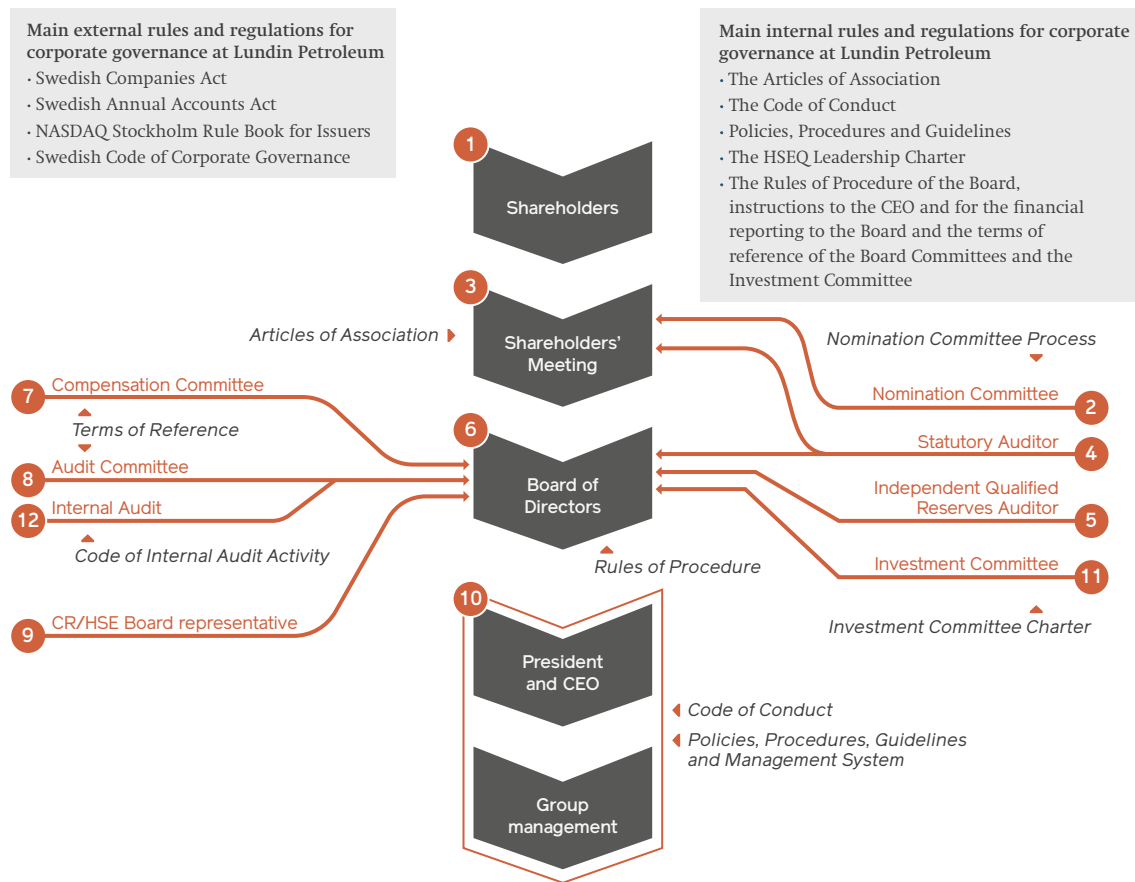 Main external rules and regulations for
corporate governance at Lundin Petroleum
· Swedish Companies Act
· Swedish Annual Accounts Act
· NASDAQ Stockholm Rule Book for Issuers
· Swedish Code of Corporate Governance
Main internal rules and regulations for corporate
governance at Lundin Petroleum
· The Articles of Association
· The Code of Conduct
· Policies, Procedures and Guidelines
· The HSEQ Leadership Charter
· The Rules of Procedure of the Board,
instructions to the CEO and for the financial
reporting to the Board and the terms of
reference of the Board Committees and the
Investment Committee
1
Shareholders
3
Shareholders’
Meeting
Articles of Association
Nomination Committee Process
Nomination Committee
2
7
Compensation Committee
Terms of Reference
8
Audit Committee
12
Internal Audit
Code of Internal Audit Activity
9
CR/HSE Board representative
6
Board of
Directors
Rules of Procedure
Statutory Auditor
4
Independent Qualified
Reserves Auditor
5
Investment Committee
11
Investment Committee Charter
10
President
and CEO
Code of Conduct
Policies, Procedures, Guidelines
and Management System
Group
management